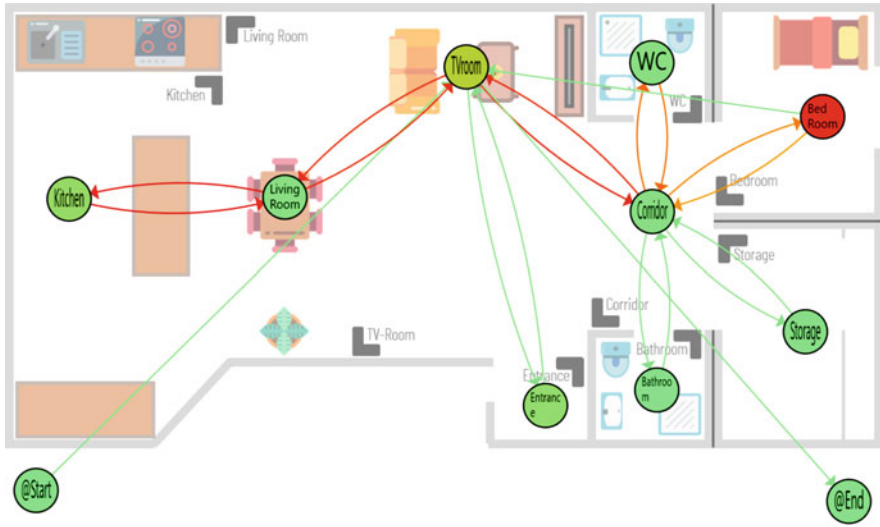 Living Room
Kitchen
TVroom
WC
WC
Bed
Room
Kitchen
Living
Room
Corridor
Bedroom
Storage
Corridor
TV-Room
Bathroom
Storage
Entrance
Entranc
e
Bathroo
m
@Start
@End